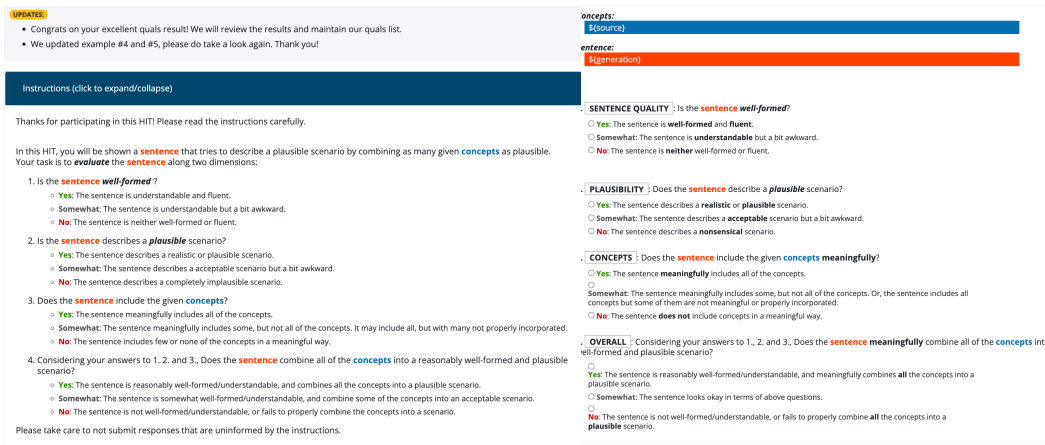 UPDATES:
• Congrats on your excellent quals result! We will review the results and maintain our quals list.
• We updated example #4 and #5, please do take a look again. Thank you!
Instructions (click to expand/collapse)
Thanks for participating in this HIT! Please read the instructions carefully.
In this HIT, you will be shown a sentence that tries to describe a plausible scenario by combining as many given concepts as plausible.
Your task is to evaluate the sentence along two dimensions:
1. Is the sentence well-formed ?
Yes: The sentence is understandable and fluent.
Somewhat: The sentence is understandable but a bit awkward.
No: The sentence is neither well-formed or fluent.
2. Is the sentence describes a plausible scenario?
Yes: The sentence describes a realistic or plausible scenario.
Somewhat: The sentence describes a acceptable scenario but a bit awkward.
No: The sentence describes a completely implausible scenario.
3. Does the sentence include the given concepts?
Yes: The sentence meaningfully includes all of the concepts.
Somewhat: The sentence meaningfully includes some, but not all of the concepts. It may include all, but with many not properly incorporated.
No: The sentence includes few or none of the concepts in a meaningful way.
4. Considering your answers to 1. 2. and 3., Does the sentence combine all of the concepts into a reasonably well-formed and plausible
scenario?
Yes: The sentence is reasonably well-formed/understandable, and combines all the concepts into a plausible scenario.
Somewhat: The sentence is somewhat well-formed/understandable, and combine some of the concepts into an acceptable scenario.
No: The sentence is not well-formed/understandable, or fails to properly combine the concepts into a scenario.
Please take care to not submit responses that are uninformed by the instructions.
oncepts:
${source}
entence:
${generation}
. SENTENCE QUALITY : Is the sentence well-formed?
Yes: The sentence is well-formed and fluent.
Somewhat: The sentence is understandable but a bit awkward.
No: The sentence is neither well-formed or fluent.
. PLAUSIBILITY : Does the sentence describe a plausible scenario?
Yes: The sentence describes a realistic or plausible scenario.
Somewhat: The sentence describes a acceptable scenario but a bit awkward.
No: The sentence describes a nonsensical scenario.
. CONCEPTS : Does the sentence include the given concepts meaningfully?
Yes: The sentence meaningfully includes all of the concepts.
Somewhat: The sentence meaningfully includes some, but not all of the concepts. Or, the sentence includes all
concepts but some of them are not meaningful or properly incorporated.
No: The sentence does not include concepts in a meaningful way.
. OVERALL : Considering your answers to 1., 2. and 3., Does the sentence meaningfully combine all of the concepts int
ell-formed and plausible scenario?
Yes: The sentence is reasonably well-formed/understandable, and meaningfully combines all the concepts into a
plausible scenario.
Somewhat: The sentence looks okay in terms of above questions.
No: The sentence is not well-formed/understandable, or fails to properly combine all the concepts into a
plausible scenario.